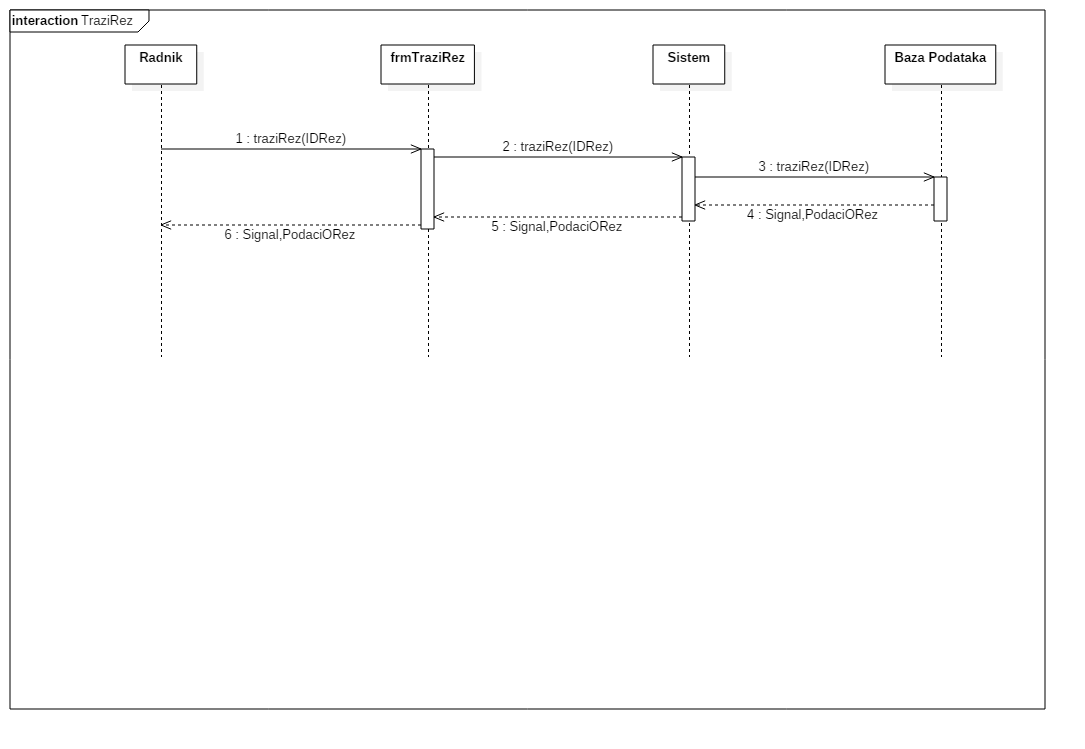 interaction TraziRez
Radnik
frmTraziRez
Sistem
Baza Podataka
1 : traziRez(IDRez)
2 : traziRez(IDRez)
3 : traziRez(IDRez)
4 : Signal,PodaciORez
5 : Signal,PodaciORez
6 : Signal,PodaciORez